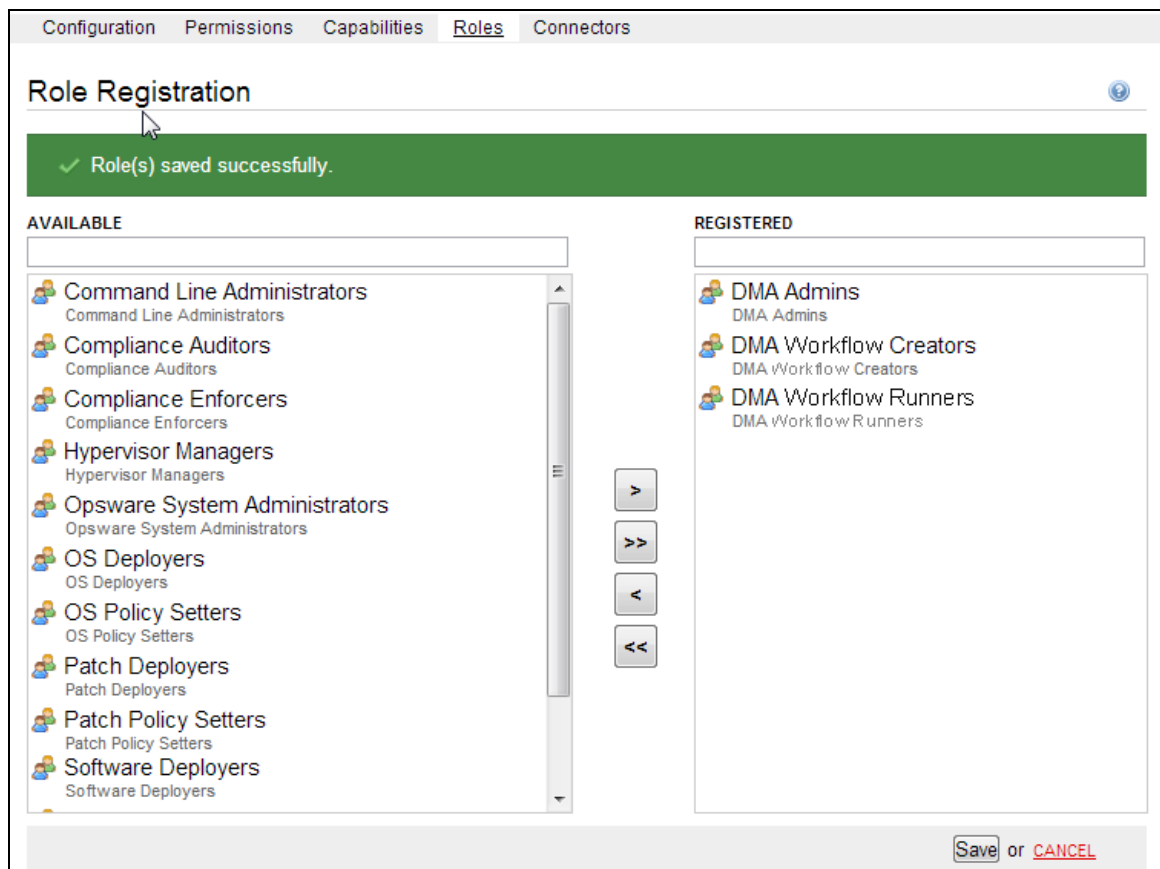 Configuration Permissions Capabilities Roles Connectors
Role Registration
?
Role(s) saved successfully.
AVAILABLE
Command Line Administrators
Command Line Administrators
Compliance Auditors
Compliance Auditors
Compliance Enforcers
Compliance Enforcers
Hypervisor Managers
Hypervisor Managers
Opsware System Administrators
Opsware System Administrators
OS Deployers
OS Deployers
OS Policy Setters
OS Policy Setters
Patch Deployers
Patch Deployers
Patch Policy Setters
Patch Policy Setters
Software Deployers
Software Deployers
>
>>
<
<<
REGISTERED
DMA Admins
DMA Admins
DMA Workflow Creators
DMA Workflow Creators
DMA Workflow Runners
DMA Workflow Runners
Save or CANCEL